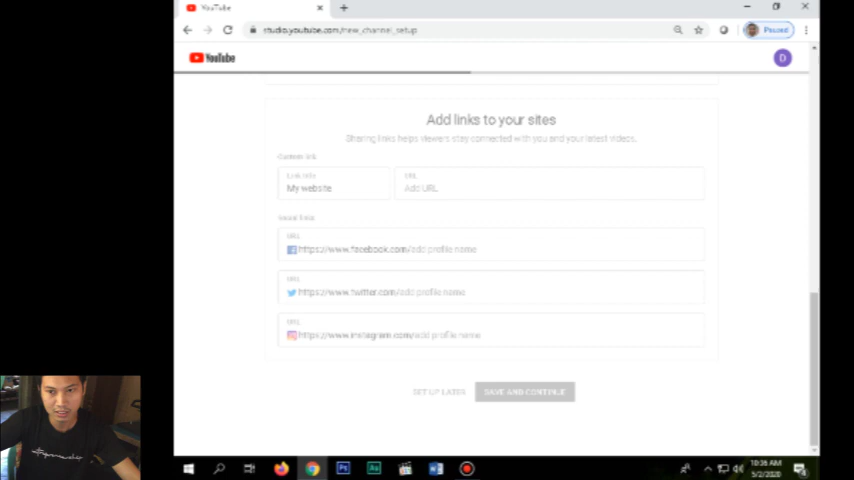 YouTube
studio.youtube.com/new_channel_setup
Paused
YouTube
D
Add links to your sites
Sharing links helps viewers stay connected with you and your latest videos.
Custom link
Link title
My website
URL
Add URL
Social links
URL
https://www.facebook.com/add profile name
URL
https://www.twitter.com/add profile name
URL
https://www.instagram.com/add profile name
SET UP LATER
SAVE AND CONTINUE
Ps
Au
10:36 AM
5/2/2020